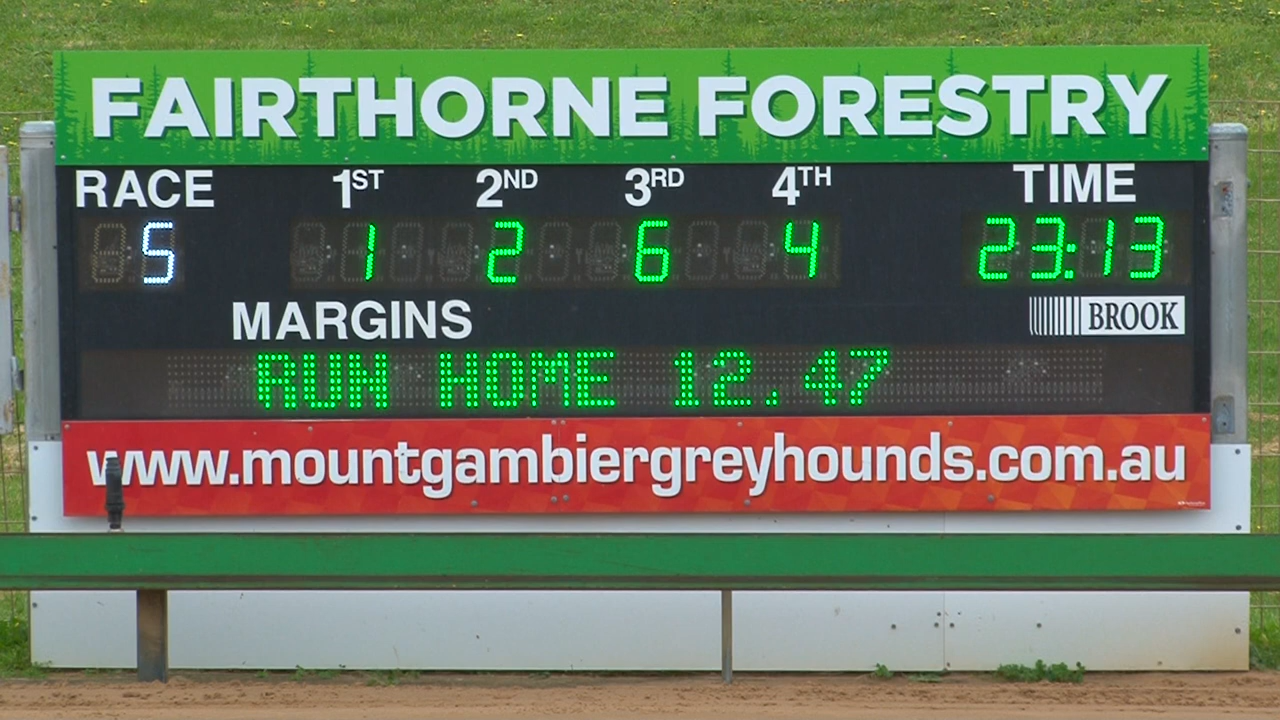 FAIRTHORNE FORESTRY
RACE 1ST 2ND 3RD 4TH TIME
5 1 2 6 4 23:13
MARGINS BROOK
RUN HOME 12.47
www.mountgambiergreyhounds.com.au